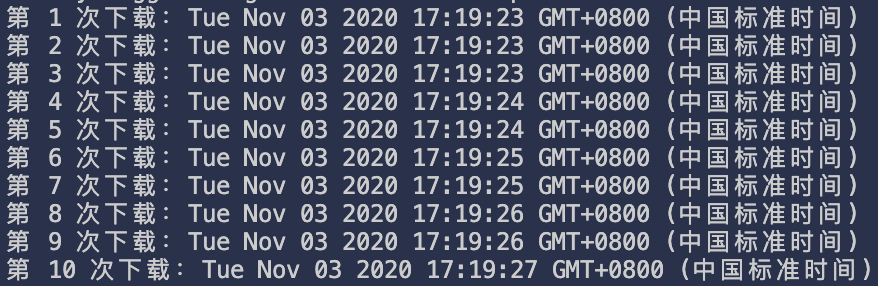 第 1 次下载: Tue Nov 03 2020 17:19:23 GMT+0800 (中国标准时间)
第 2 次下载: Tue Nov 03 2020 17:19:23 GMT+0800 (中国标准时间)
第 3 次下载: Tue Nov 03 2020 17:19:23 GMT+0800 (中国标准时间)
第 4 次下载: Tue Nov 03 2020 17:19:24 GMT+0800 (中国标准时间)
第 5 次下载: Tue Nov 03 2020 17:19:24 GMT+0800 (中国标准时间)
第 6 次下载: Tue Nov 03 2020 17:19:25 GMT+0800 (中国标准时间)
第 7 次下载: Tue Nov 03 2020 17:19:25 GMT+0800 (中国标准时间)
第 8 次下载: Tue Nov 03 2020 17:19:26 GMT+0800 (中国标准时间)
第 9 次下载: Tue Nov 03 2020 17:19:26 GMT+0800 (中国标准时间)
第 10 次下载: Tue Nov 03 2020 17:19:27 GMT+0800 (中国标准时间)